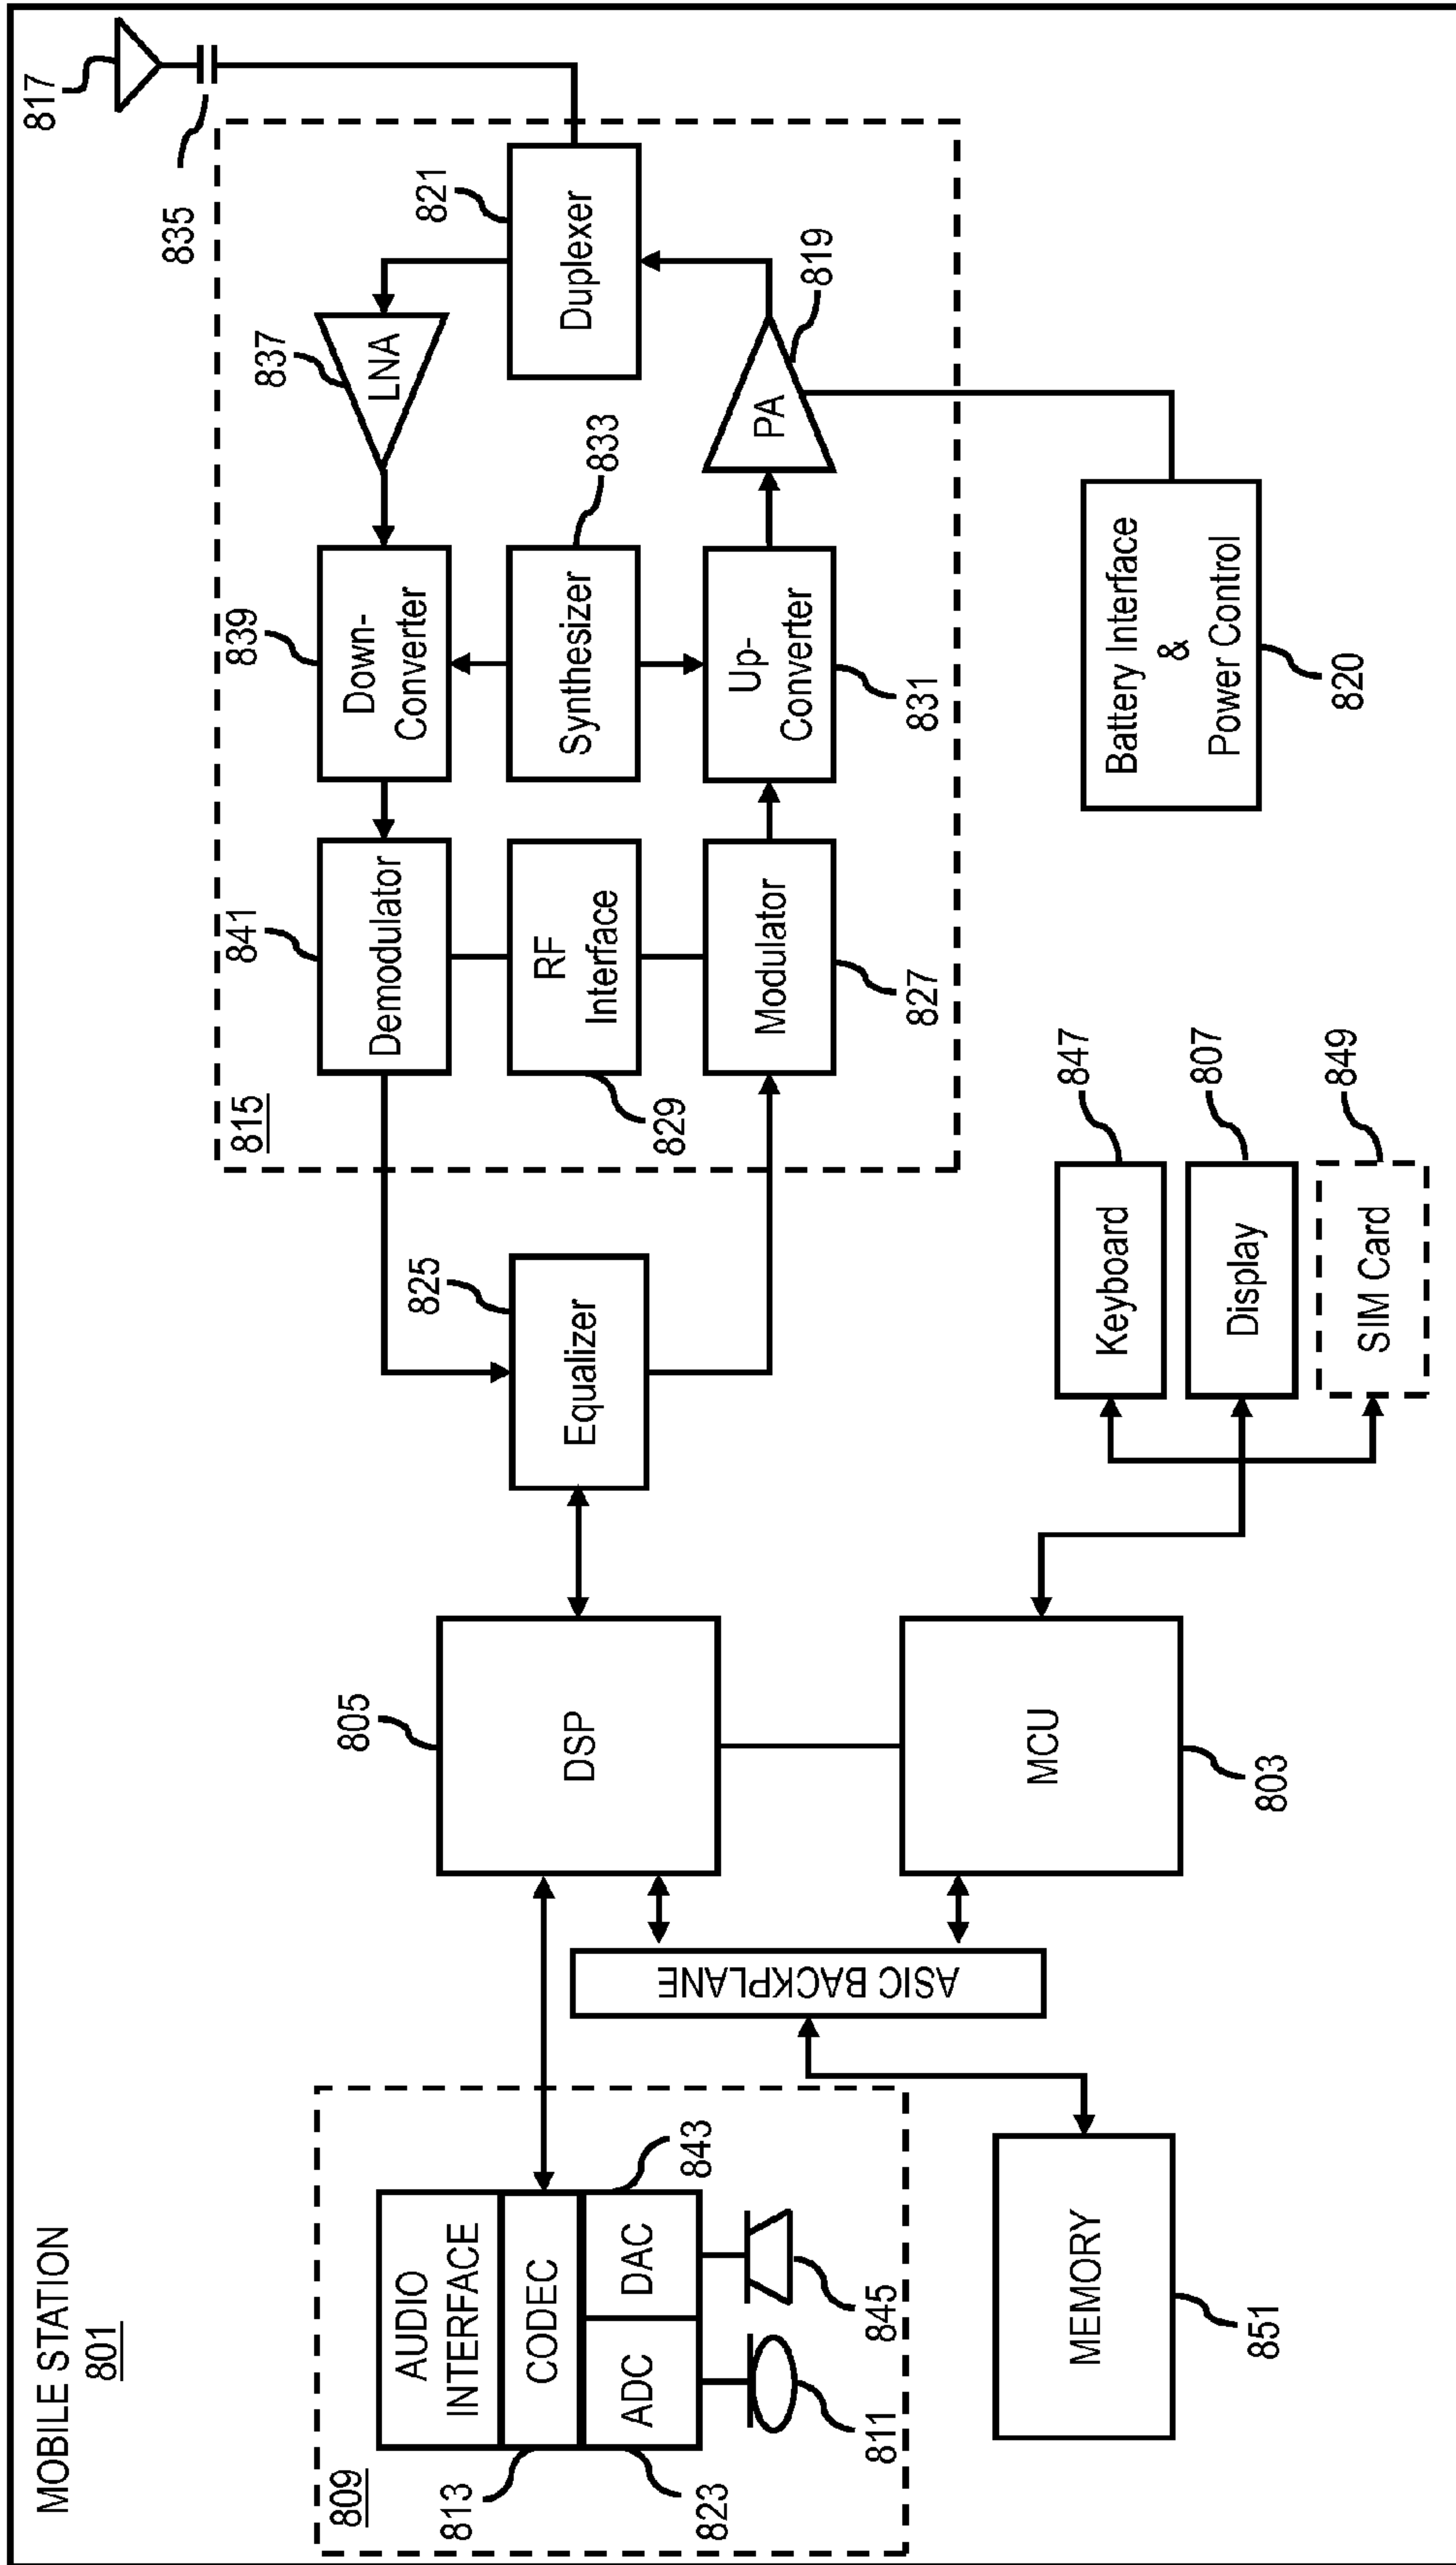 MOBILE STATION
801
809
AUDIO
INTERFACE
CODEC
ADC
DAC
813
823
843
811
845
MEMORY
851
ASIC BACKPLANE
DSP
805
MCU
803
Equalizer
825
Keyboard
847
Display
807
SIM Card
849
815
Demodulator
841
RF
Interface
829
Modulator
827
Down-
Converter
839
Synthesizer
833
Up-
Converter
831
LNA
837
PA
819
Duplexer
821
835
817
Battery Interface
&
Power Control
820